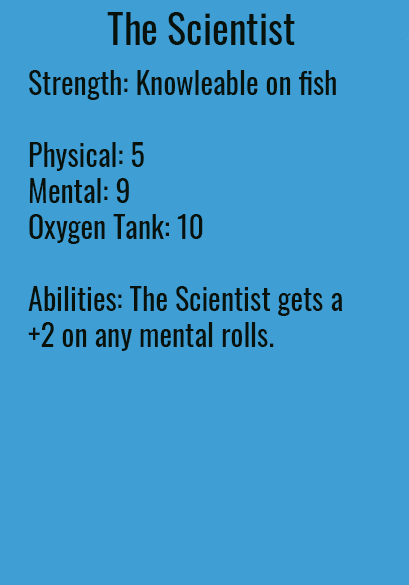 The Scientist
Strength: Knowleable on fish
Physical: 5
Mental: 9
Oxygen Tank: 10
Abilities: The Scientist gets a
+2 on any mental rolls.